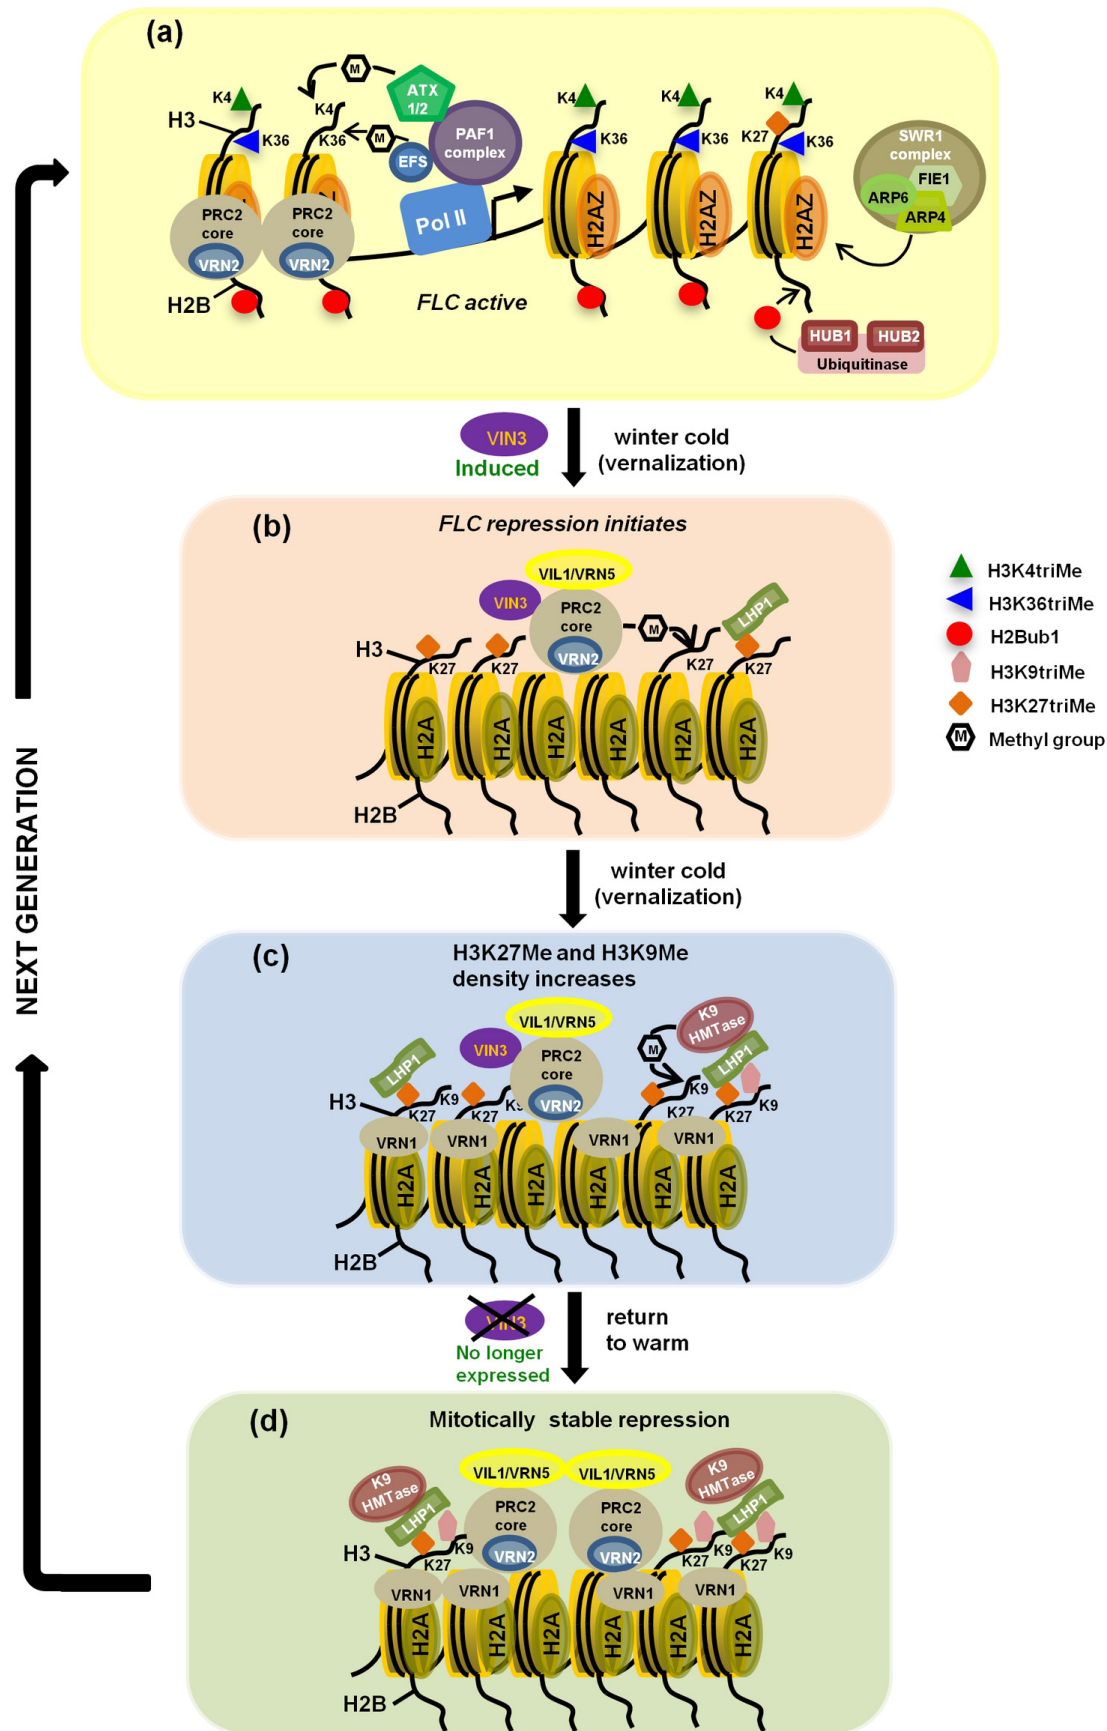 (a)
M
ATX
1/2
K4
K4
H3
K36
K36
M
EFS
PAF1
complex
K4
K36
K4
K36
K4
K27
K36
SWR1
complex
FIE1
ARP6
ARP4
PRC2
core
VRN2
PRC2
core
VRN2
Pol II
H2AZ
H2AZ
H2AZ
H2B
FLC active
HUB1
HUB2
Ubiquitinase
VIN3
Induced
winter cold
(vernalization)
(b)
FLC repression initiates
VIL1/VRN5
VIN3
PRC2
core
VRN2
M
LHP1
H3
K27
K27
K27
K27
H2A
H2A
H2A
H2A
H2A
H2A
H2B
H3K4triMe
H3K36triMe
H2Bub1
H3K9triMe
H3K27triMe
M
Methyl group
winter cold
(vernalization)
(c)
H3K27Me and H3K9Me
density increases
VIL1/VRN5
K9
HMTase
VIN3
PRC2
core
VRN2
M
LHP1
LHP1
H3
K9
K27
K9
K27
K9
K27
K9
K27
VRN1
VRN1
VRN1
VRN1
H2A
H2A
H2A
H2A
H2A
H2A
H2B
VIN3
No longer
expressed
return
to warm
(d)
Mitotically stable repression
VIL1/VRN5
VIL1/VRN5
K9
HMTase
K9
HMTase
LHP1
LHP1
PRC2
core
VRN2
PRC2
core
VRN2
H3
K9
K27
K9
K27
K9
K27
VRN1
VRN1
VRN1
VRN1
H2A
H2A
H2A
H2A
H2A
H2A
H2B
NEXT GENERATION